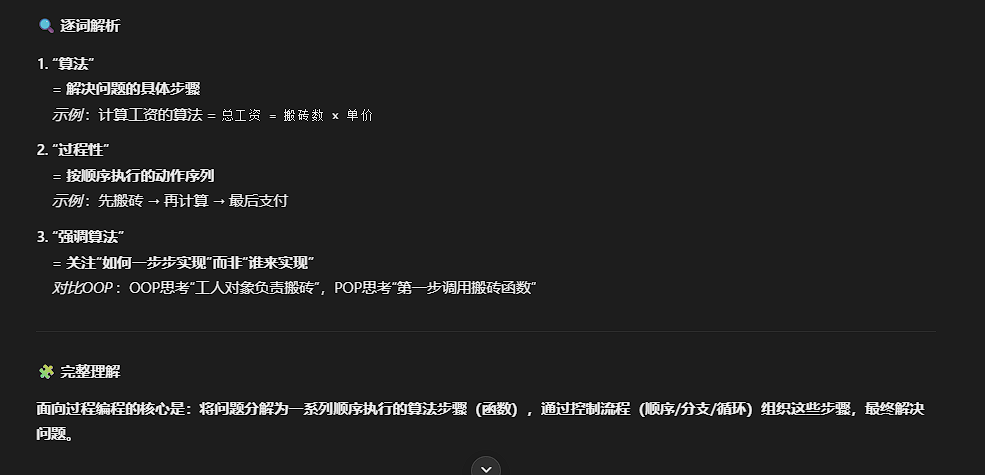 🔍 逐词解析
1. “算法”
= 解决问题的具体步骤
示例：计算工资的算法 = 总工资 = 搬砖数 × 单价
2. “过程性”
= 按顺序执行的动作序列
示例：先搬砖 → 再计算 → 最后支付
3. “强调算法”
= 关注“如何一步步实现”而非“谁来实现”
对比OOP：OOP思考“工人对象负责搬砖”，POP思考“第一步调用搬砖函数”
🧩 完整理解
面向过程编程的核心是：将问题分解为一系列顺序执行的算法步骤（函数），通过控制流程（顺序/分支/循环）组织这些步骤，最终解决
问题。